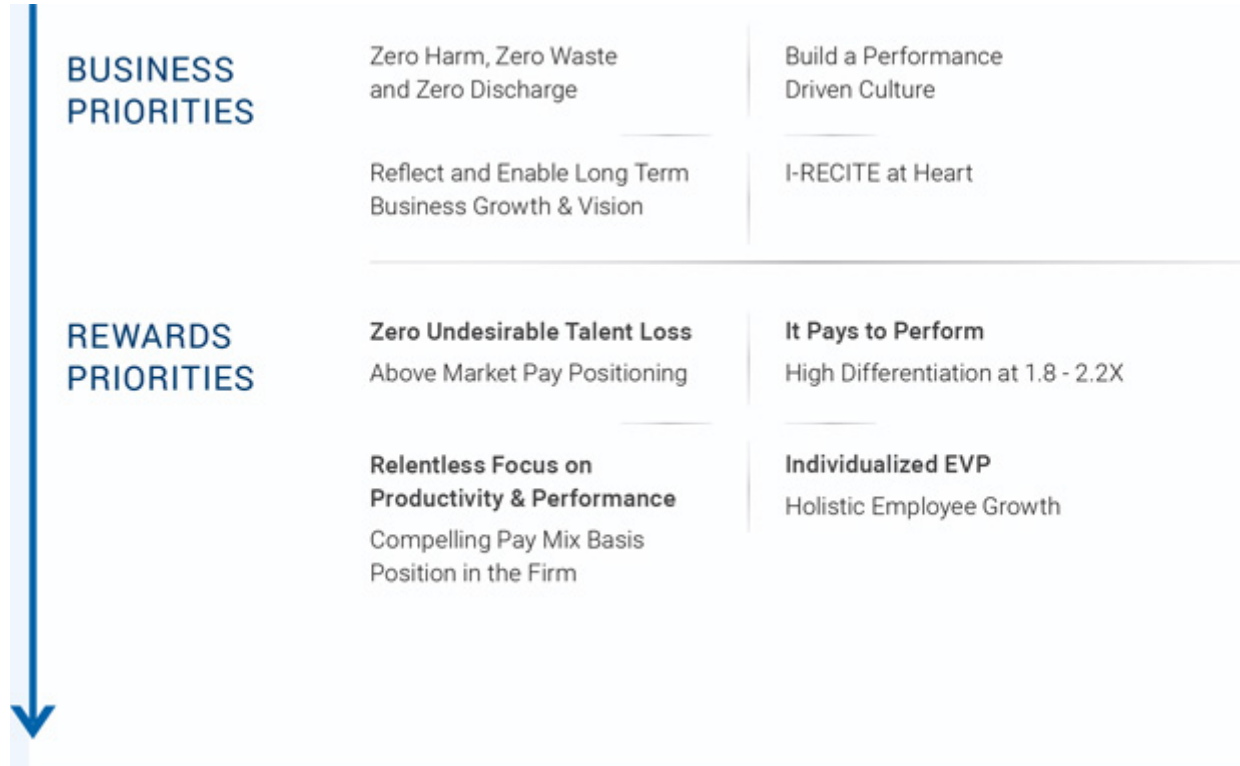 BUSINESS
PRIORITIES
Zero Harm, Zero Waste
and Zero Discharge
Build a Performance
Driven Culture
Reflect and Enable Long Term
Business Growth & Vision
I-RECITE at Heart
REWARDS
PRIORITIES
Zero Undesirable Talent Loss
Above Market Pay Positioning
It Pays to Perform
High Differentiation at 1.8 - 2.2X
Relentless Focus on
Productivity & Performance
Compelling Pay Mix Basis
Position in the Firm
Individualized EVP
Holistic Employee Growth